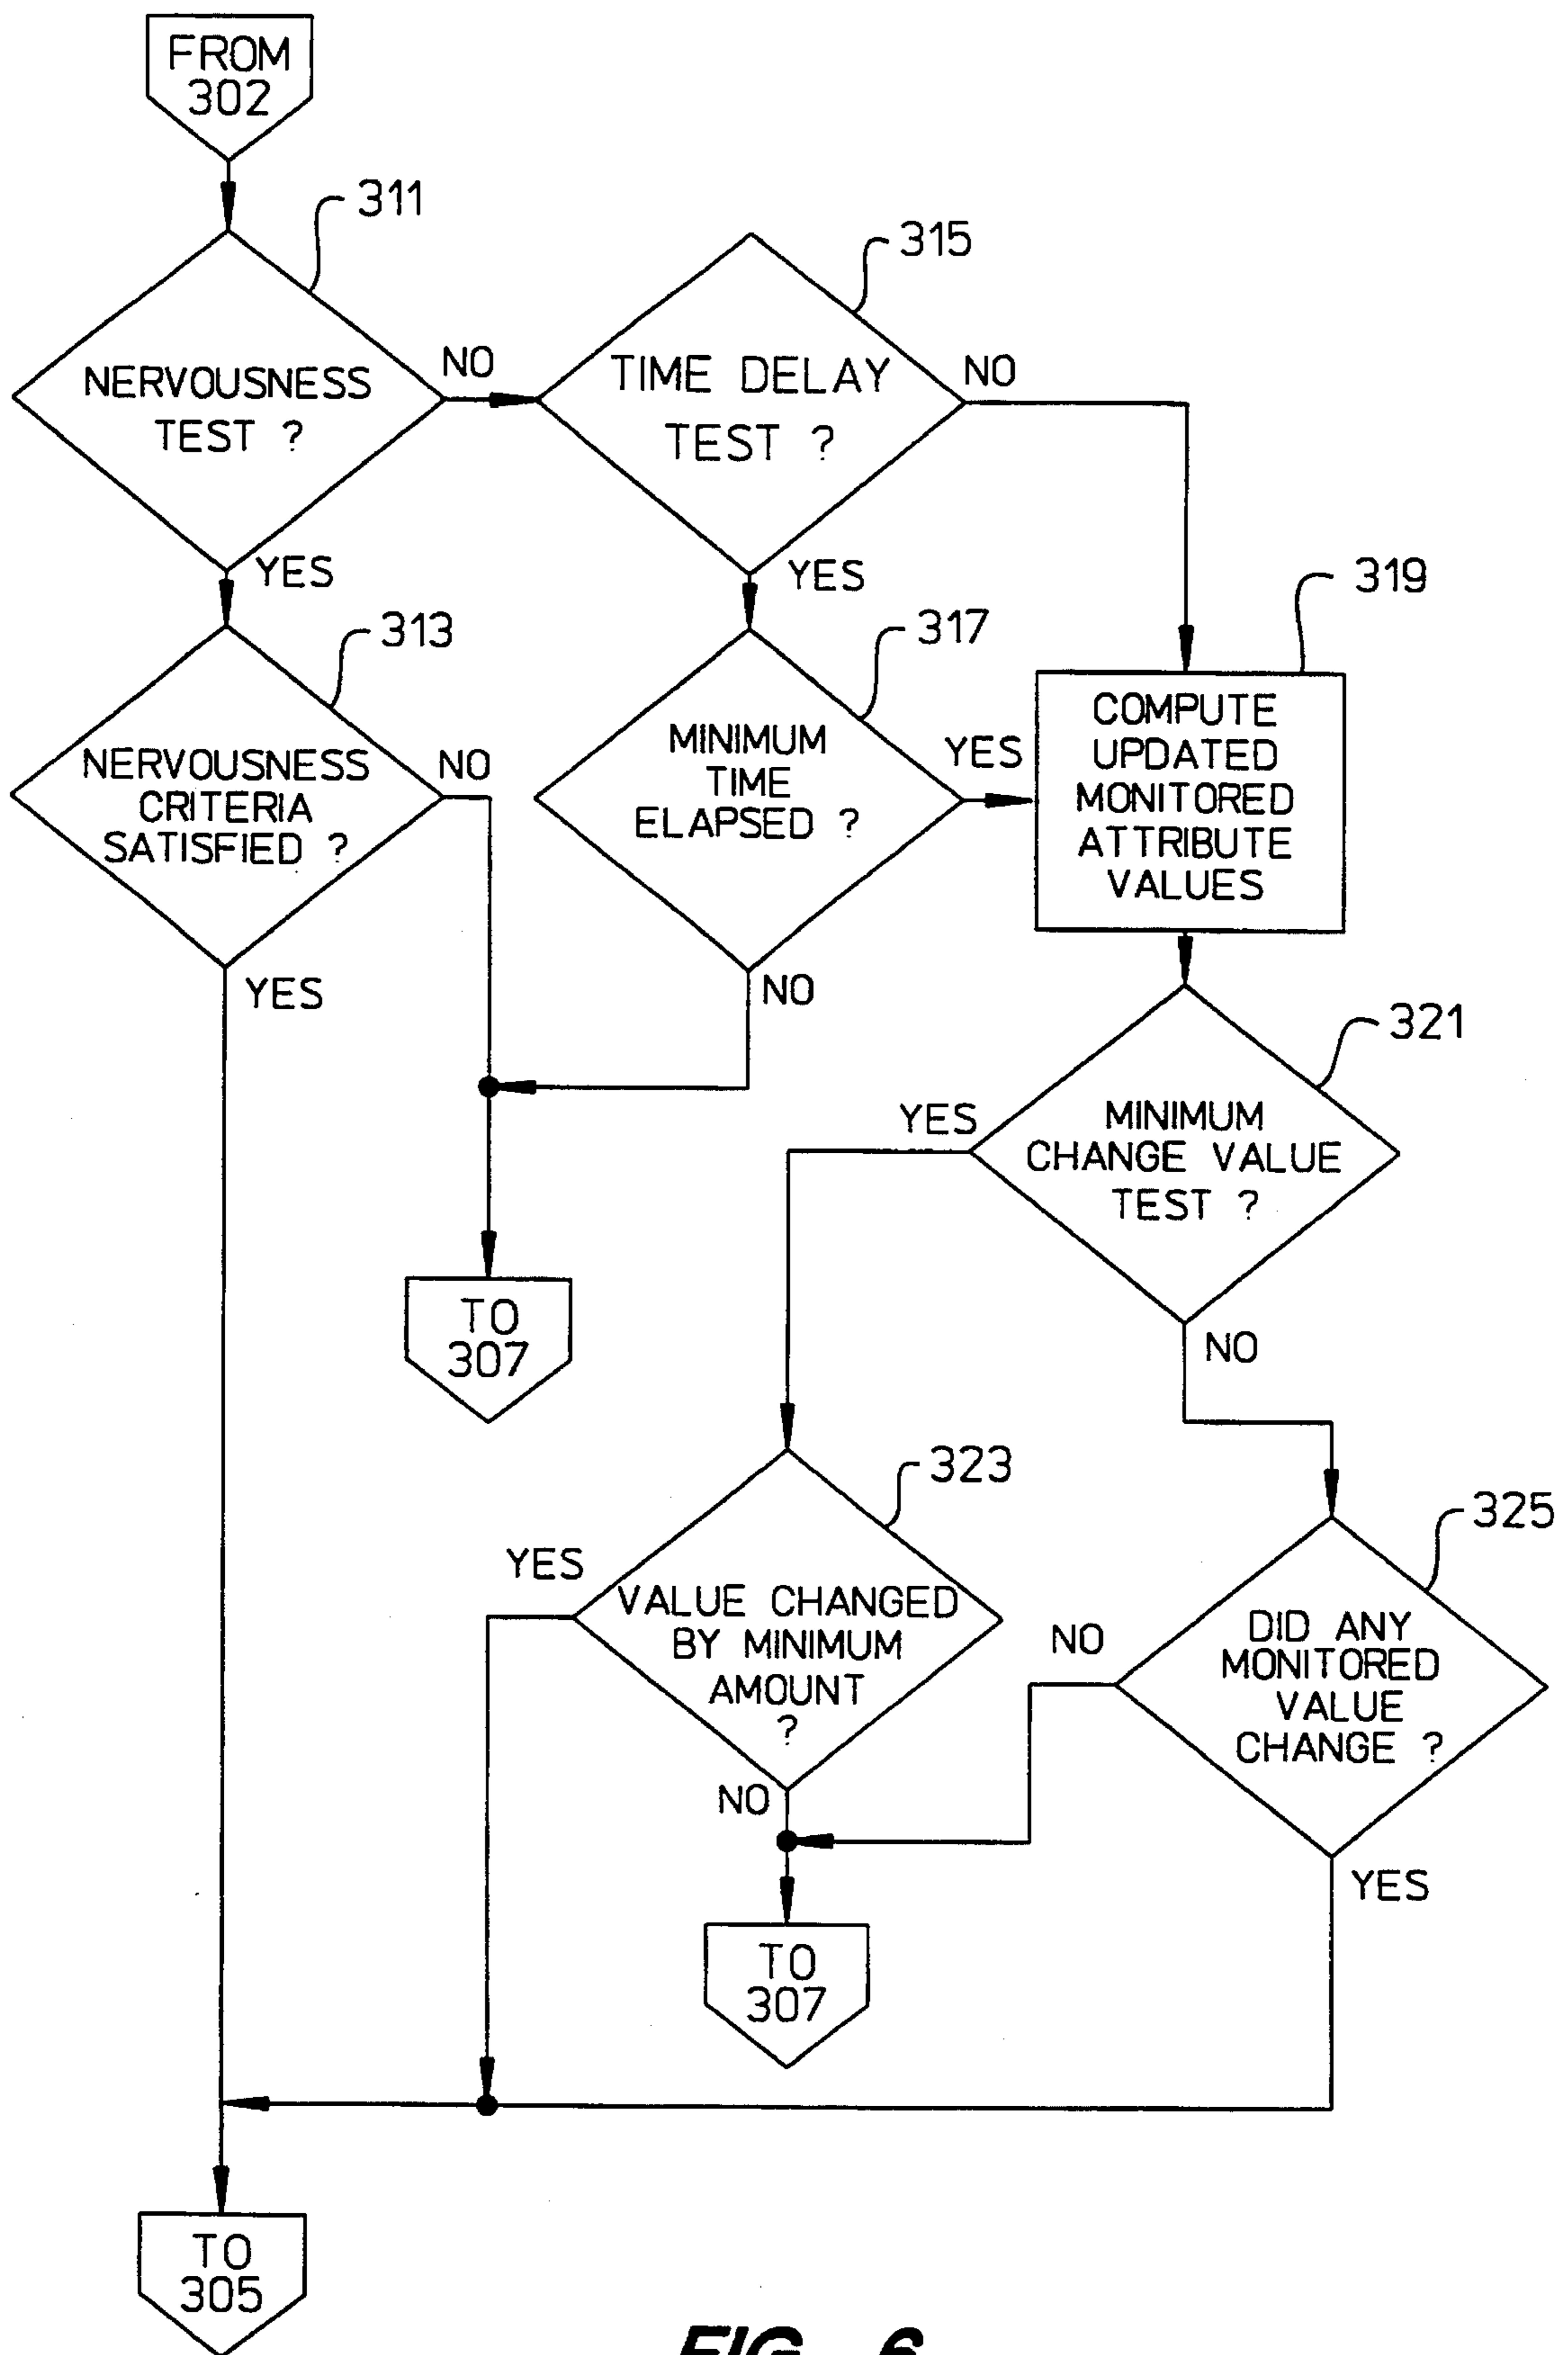 FROM
302
311
315
NERVOUSNESS
TEST ?
NO
TIME DELAY
TEST ?
NO
YES
YES
313
317
319
NERVOUSNESS
CRITERIA
SATISFIED ?
NO
MINIMUM
TIME
ELAPSED ?
YES
COMPUTE
UPDATED
MONITORED
ATTRIBUTE
VALUES
YES
NO
321
YES
MINIMUM
CHANGE VALUE
TEST ?
NO
TO
307
323
325
YES
VALUE CHANGED
BY MINIMUM
AMOUNT
?
NO
DID ANY
MONITORED
VALUE
CHANGE ?
NO
YES
TO
307
TO
305
FIG. 6